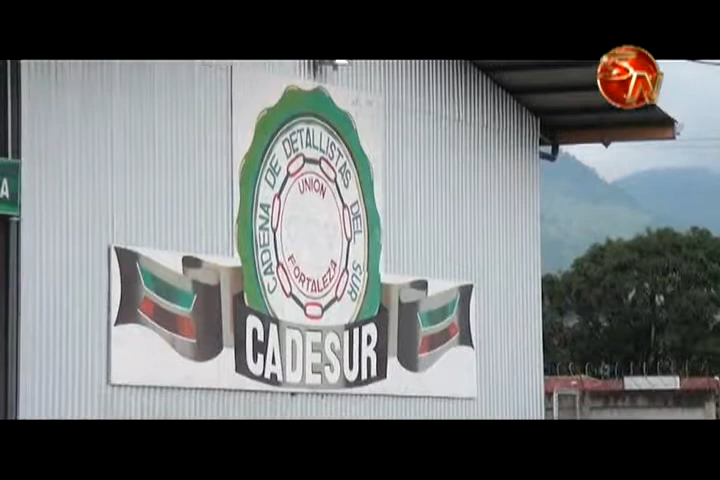 CADENA DE DETALLISTAS DEL SUR
UNION
FORTALEZA
CADESUR
A